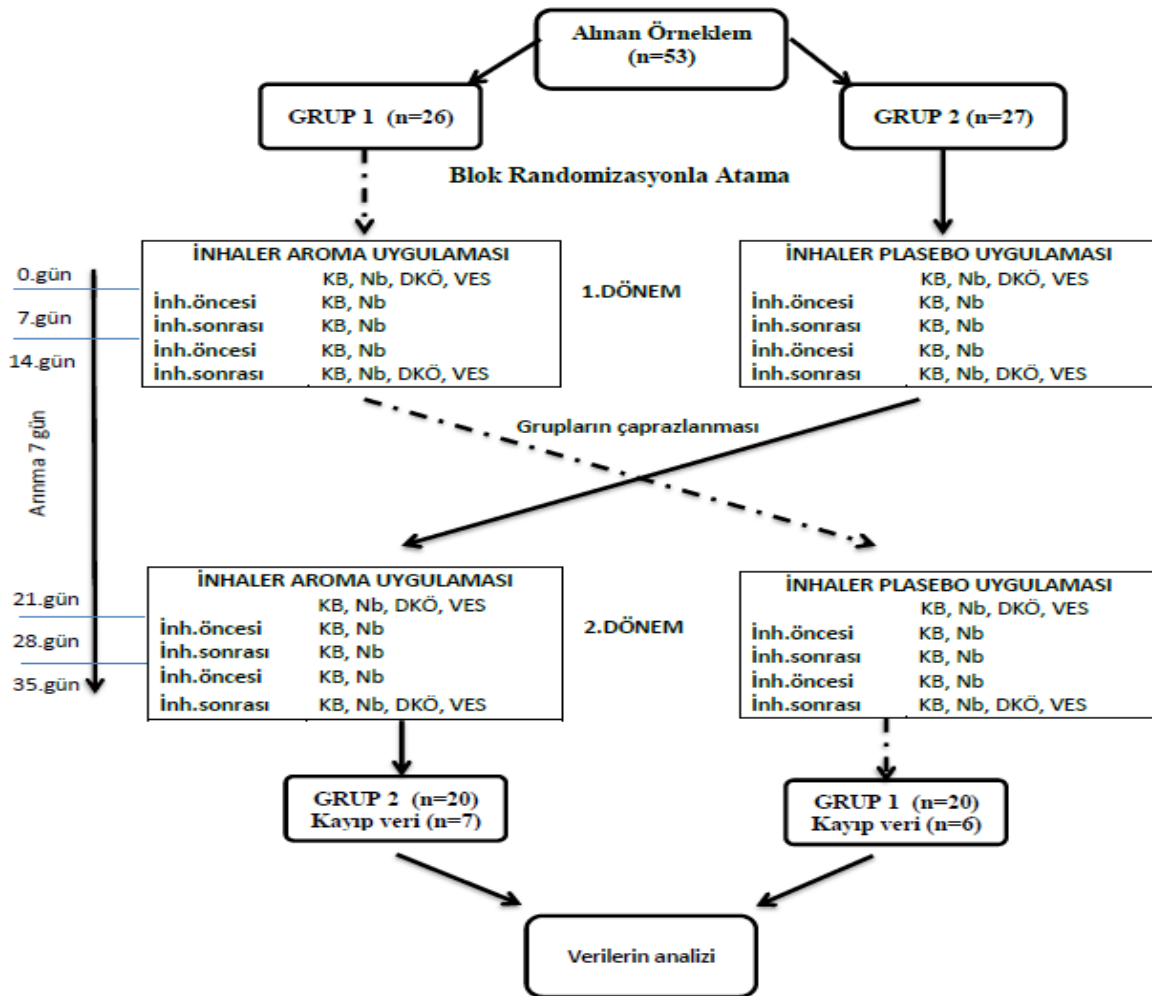 Alınan Örneklem
(n=53)
GRUP 1 (n=26)
GRUP 2 (n=27)
Blok Randomizasyonla Atama
0.gün
7.gün
14.gün
Arınma 7 gün
21.gün
28.gün
35.gün
İNHALER AROMA UYGULAMASI
KB, Nb, DKÖ, VES
İnh.öncesi KB, Nb
İnh.sonrası KB, Nb
İnh.öncesi KB, Nb
İnh.sonrası KB, Nb, DKÖ, VES
1.DÖNEM
İNHALER PLASEBO UYGULAMASI
KB, Nb, DKÖ, VES
İnh.öncesi KB, Nb
İnh.sonrası KB, Nb
İnh.öncesi KB, Nb
İnh.sonrası KB, Nb, DKÖ, VES
Grupların çaprazlanması
İNHALER AROMA UYGULAMASI
KB, Nb, DKÖ, VES
İnh.öncesi KB, Nb
İnh.sonrası KB, Nb
İnh.öncesi KB, Nb
İnh.sonrası KB, Nb, DKÖ, VES
2.DÖNEM
İNHALER PLASEBO UYGULAMASI
KB, Nb, DKÖ, VES
İnh.öncesi KB, Nb
İnh.sonrası KB, Nb
İnh.öncesi KB, Nb
İnh.sonrası KB, Nb, DKÖ, VES
GRUP 2 (n=20)
Kayıp veri (n=7)
GRUP 1 (n=20)
Kayıp veri (n=6)
Verilerin analizi